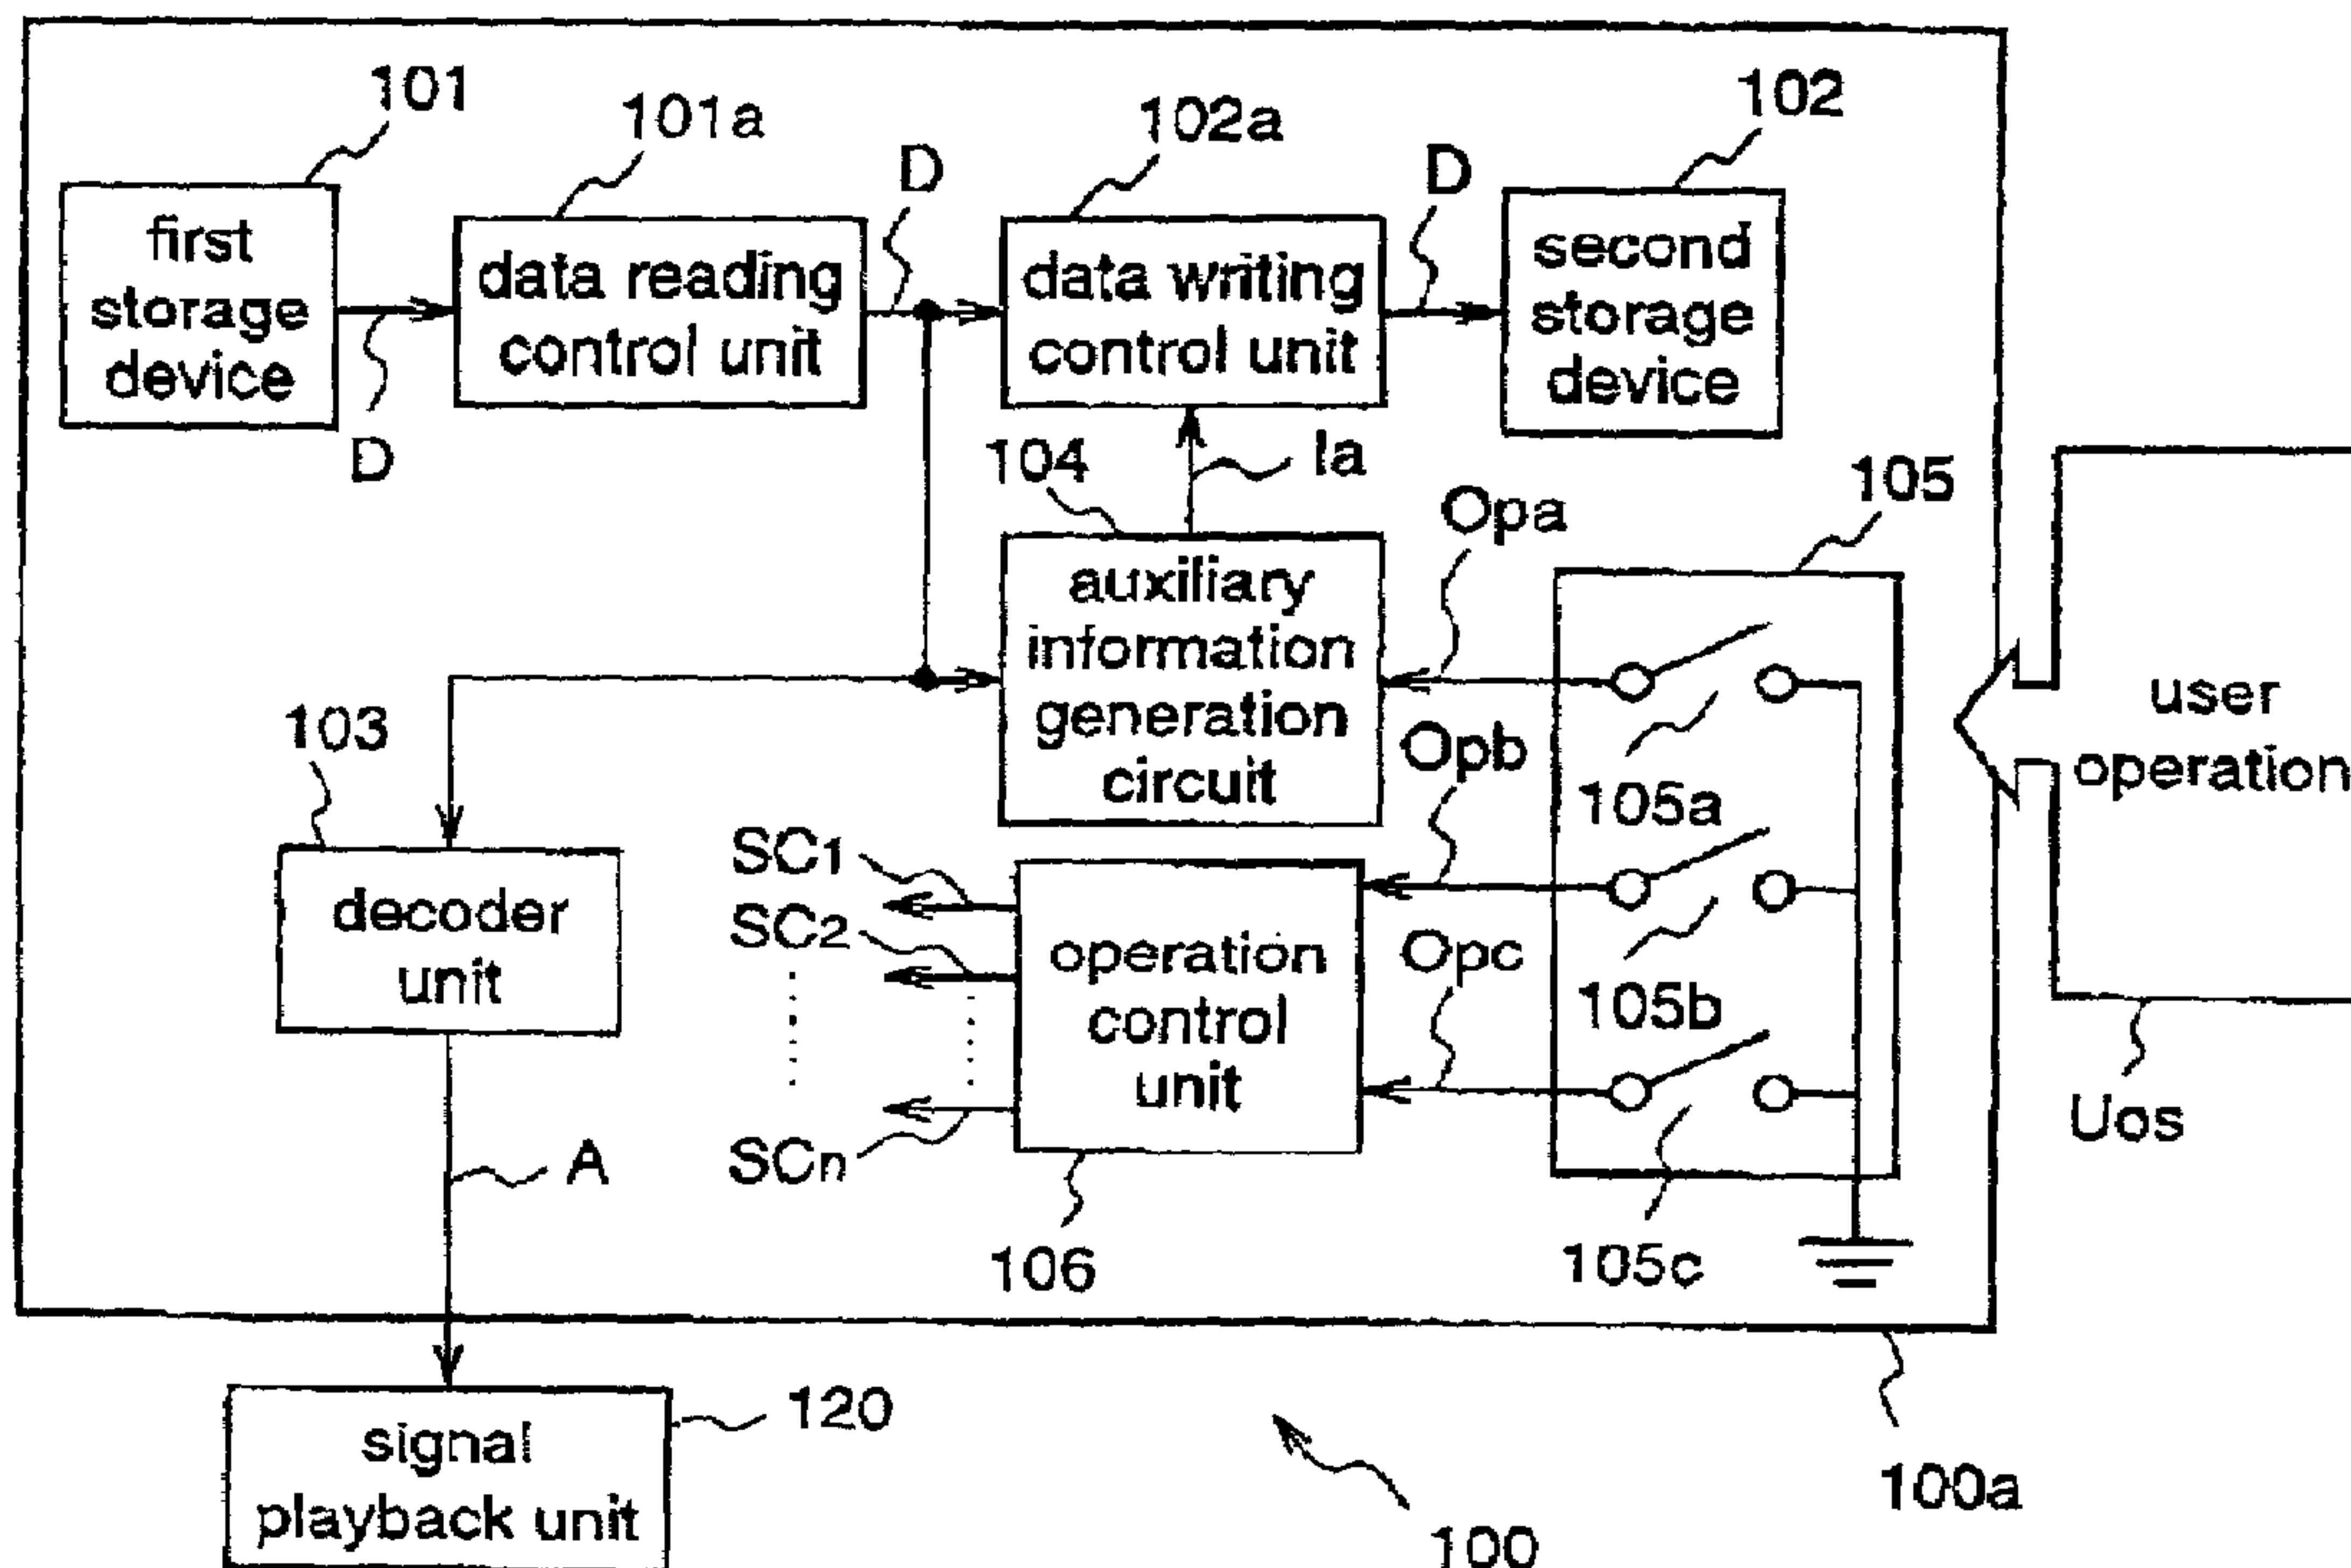 101
101a
D
102a
D
102
first
storage
device
data reading
control unit
data writing
control unit
second
storage
device
D
104
Ia
Opa
105
auxiliary
information
generation
circuit
103
Opb
105a
user
operation
SC1
SC2
SCn
decoder
unit
operation
control
unit
Opc
105b
Uos
A
106
105c
signal
playback unit
120
100
100a